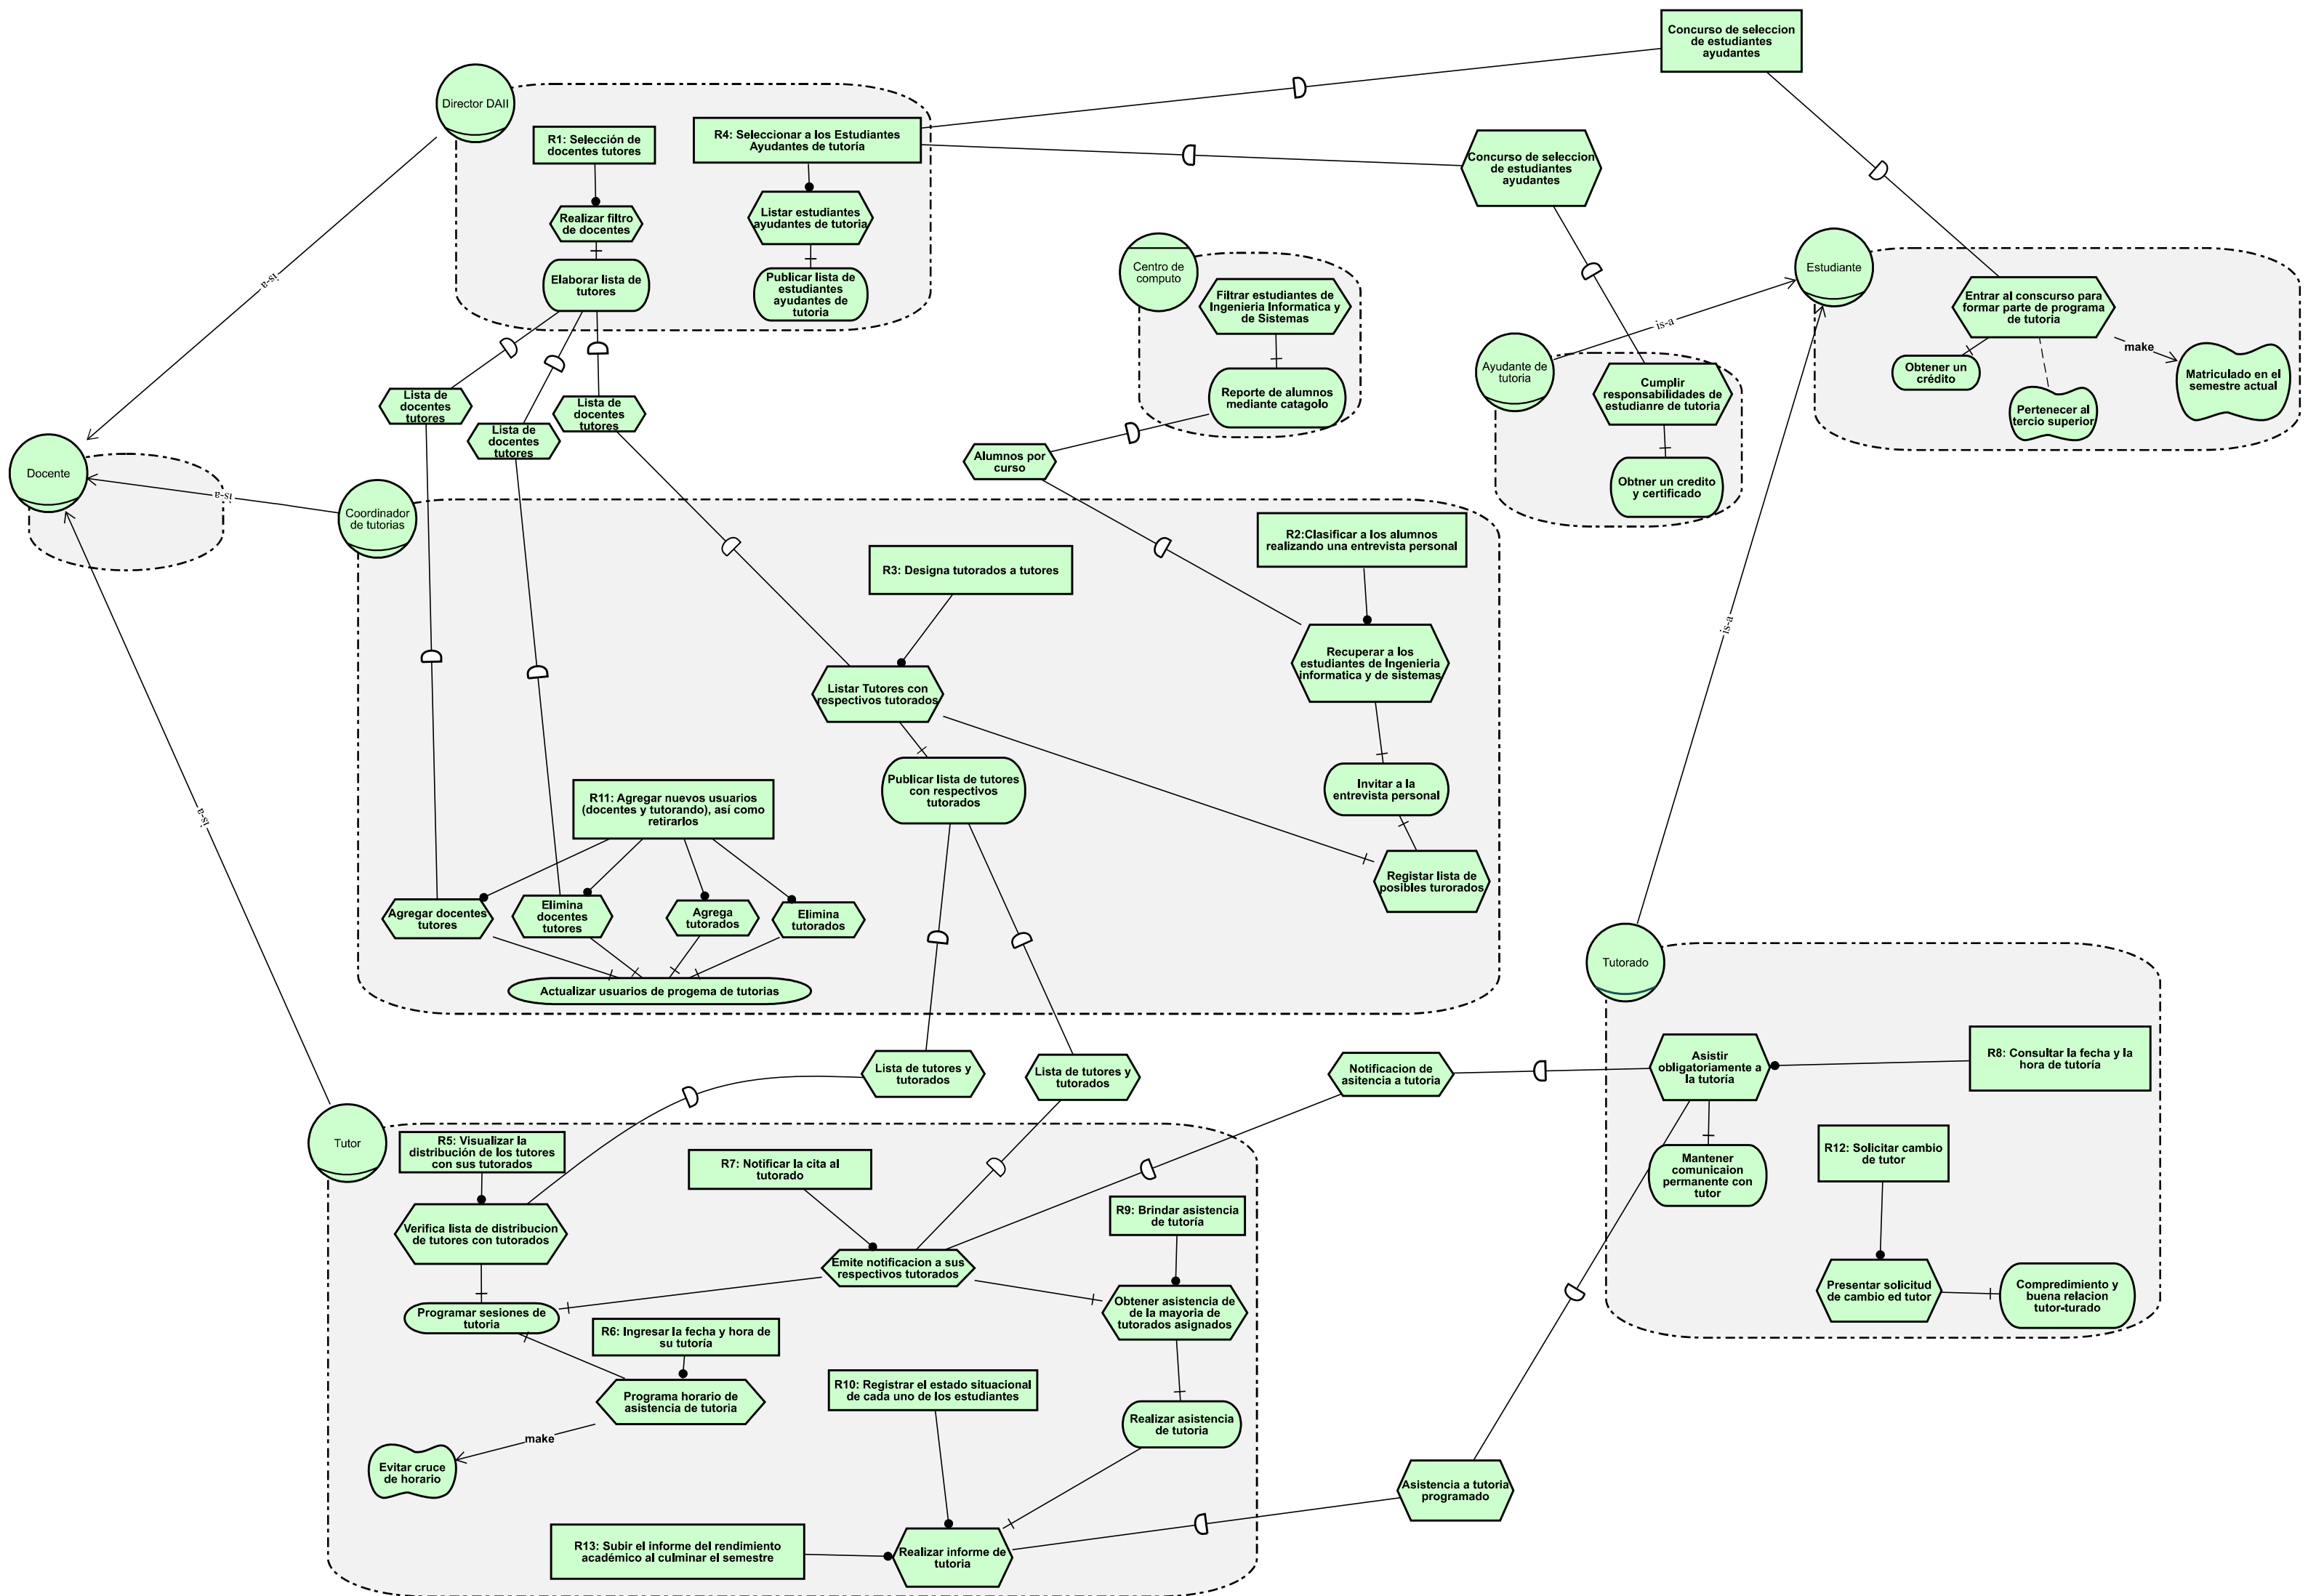 Concurso de seleccion
de estudiantes
ayudantes
Director DAII
R1: Selección de
docentes tutores
R4: Seleccionar a los Estudiantes
Ayudantes de tutoría
Concurso de seleccion
de estudiantes
ayudantes
Realizar filtro
de docentes
Listar estudiantes
ayudantes de tutoria
Elaborar lista de
tutores
Publicar lista de
estudiantes
ayudantes de
tutoria
is-a
Centro de
computo
Filtrar estudiantes de
Ingenieria Informatica y
de Sistemas
Reporte de alumnos
mediante catagolo
Estudiante
Entrar al conscurso para
formar parte de programa
de tutoria
make
Obtener un
crédito
Pertenecer al
tercio superior
Matriculado en el
semestre actual
is-a
Ayudante de
tutoria
Cumplir
responsabilidades de
estudianre de tutoria
Obtner un credito
y certificado
Lista de
docentes
tutores
Lista de
docentes
tutores
Lista de
docentes
tutores
Alumnos por
curso
Docente
is-a
Coordinador
de tutorias
R3: Designa tutorados a tutores
R2:Clasificar a los alumnos
realizando una entrevista personal
Recuperar a los
estudiantes de Ingenieria
informatica y de sistemas
Listar Tutores con
respectivos tutorados
is-a
Publicar lista de tutores
con respectivos
tutorados
Invitar a la
entrevista personal
R11: Agregar nuevos usuarios
(docentes y tutorando), así como
retirarlos
is-a
Registar lista de
posibles turorados
Agregar docentes
tutores
Elimina
docentes
tutores
Agrega
tutorados
Elimina
tutorados
Actualizar usuarios de progema de tutorias
Tutorado
Lista de tutores y
tutorados
Lista de tutores y
tutorados
Notificacion de
asitencia a tutoria
Asistir
obligatoriamente a
la tutoría
R8: Consultar la fecha y la
hora de tutoría
Mantener
comunicaion
permanente con
tutor
R12: Solicitar cambio
de tutor
Presentar solicitud
de cambio ed tutor
Compredimiento y
buena relacion
tutor-turado
Tutor
R5: Visualizar la
distribución de los tutores
con sus tutorados
R7: Notificar la cita al
tutorado
R9: Brindar asistencia
de tutoría
Verifica lista de distribucion
de tutores con tutorados
Emite notificacion a sus
respectivos tutorados
Obtener asistencia de
de la mayoria de
tutorados asignados
Programar sesiones de
tutoria
R6: Ingresar la fecha y hora de
su tutoría
Programa horario de
asistencia de tutoria
R10: Registrar el estado situacional
de cada uno de los estudiantes
Realizar asistencia
de tutoria
make
Evitar cruce
de horario
Asistencia a tutoria
programado
R13: Subir el informe del rendimiento
académico al culminar el semestre
Realizar informe de
tutoria